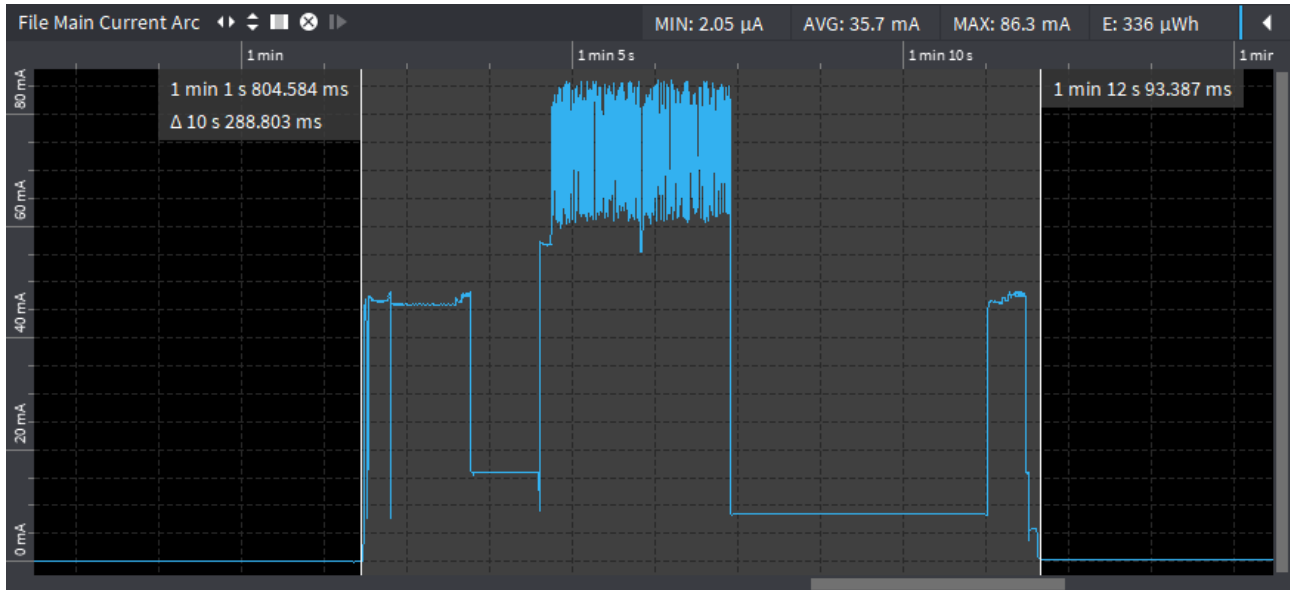 File Main Current Arc
MIN: 2.05 µA
AVG: 35.7 mA
MAX: 86.3 mA
E: 336 µWh
1 min
1 min 5 s
1 min 10 s
1 mir
1 min 1 s 804.584 ms
Δ 10 s 288.803 ms
1 min 12 s 93.387 ms
80 mA
60 mA
40 mA
20 mA
0 mA